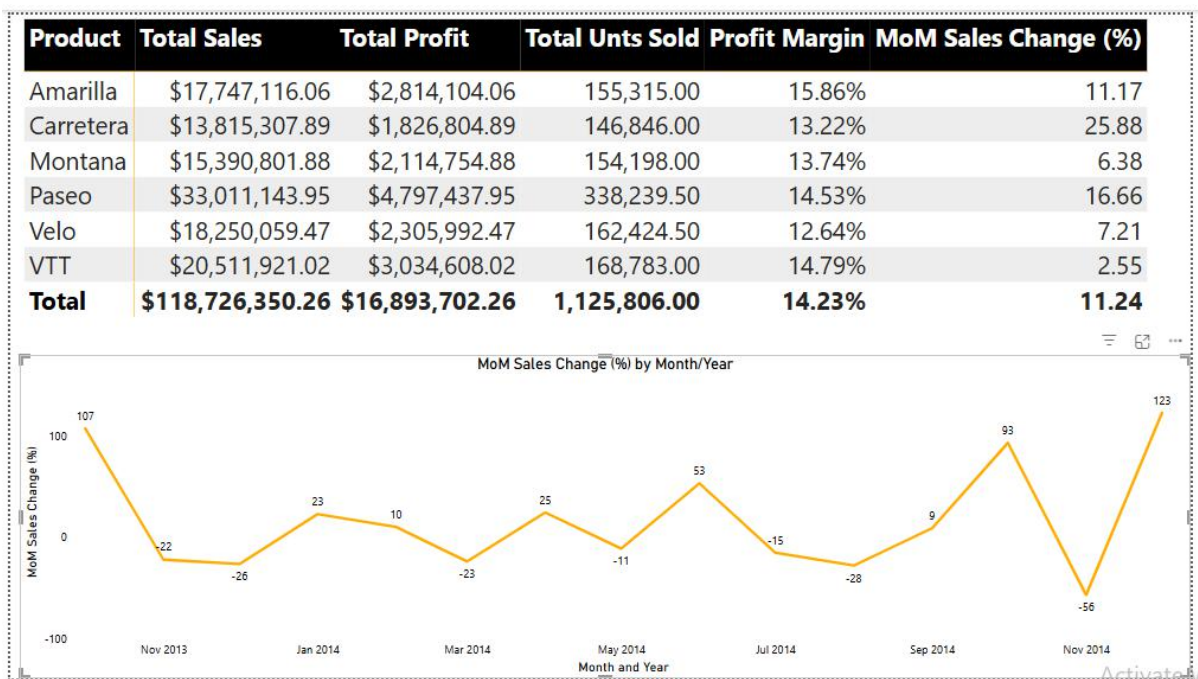 Product Total Sales Total Profit Total Unts Sold Profit Margin MoM Sales Change (%)
Amarilla $17,747,116.06 $2,814,104.06 155,315.00 15.86% 11.17
Carretera $13,815,307.89 $1,826,804.89 146,846.00 13.22% 25.88
Montana $15,390,801.88 $2,114,754.88 154,198.00 13.74% 6.38
Paseo $33,011,143.95 $4,797,437.95 338,239.50 14.53% 16.66
Velo $18,250,059.47 $2,305,992.47 162,424.50 12.64% 7.21
VTT $20,511,921.02 $3,034,608.02 168,783.00 14.79% 2.55
Total $118,726,350.26 $16,893,702.26 1,125,806.00 14.23% 11.24
MoM Sales Change (%) by Month/Year
MoM Sales Change (%)
100
0
-100
107
-22
-26
23
10
-23
25
-11
53
-15
-28
9
93
-56
123
Nov 2013 Jan 2014 Mar 2014 May 2014 Jul 2014 Sep 2014 Nov 2014
Month and Year
Activate